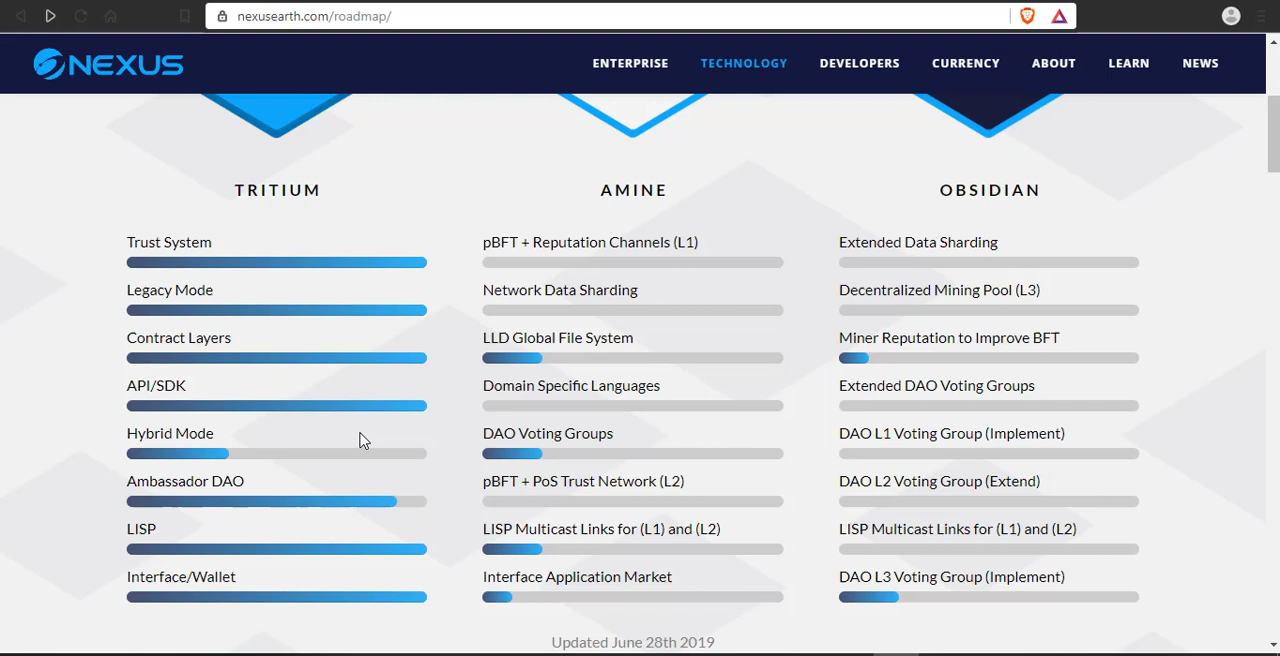 nexusearth.com/roadmap/
NEXUS
ENTERPRISE TECHNOLOGY DEVELOPERS CURRENCY ABOUT LEARN NEWS
TRITIUM
Trust System
Legacy Mode
Contract Layers
API/SDK
Hybrid Mode
Ambassador DAO
LISP
Interface/Wallet
AMINE
pBFT + Reputation Channels (L1)
Network Data Sharding
LLD Global File System
Domain Specific Languages
DAO Voting Groups
pBFT + PoS Trust Network (L2)
LISP Multicast Links for (L1) and (L2)
Interface Application Market
OBSIDIAN
Extended Data Sharding
Decentralized Mining Pool (L3)
Miner Reputation to Improve BFT
Extended DAO Voting Groups
DAO L1 Voting Group (Implement)
DAO L2 Voting Group (Extend)
LISP Multicast Links for (L1) and (L2)
DAO L3 Voting Group (Implement)
Updated June 28th 2019